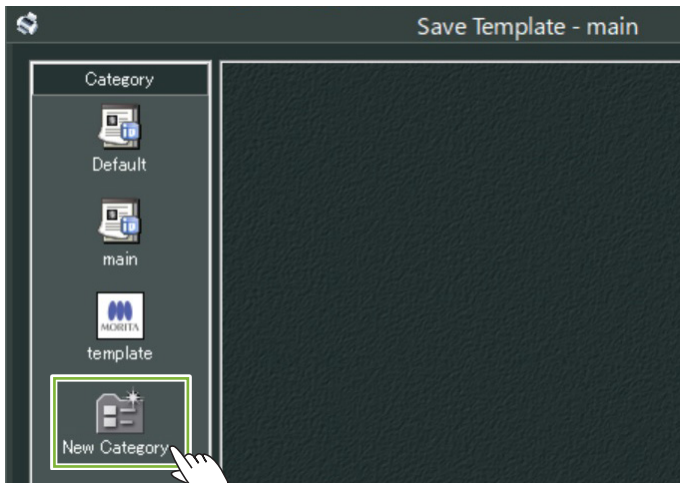 Save Template - main
Category
Default
main
MORITA
template
New Category